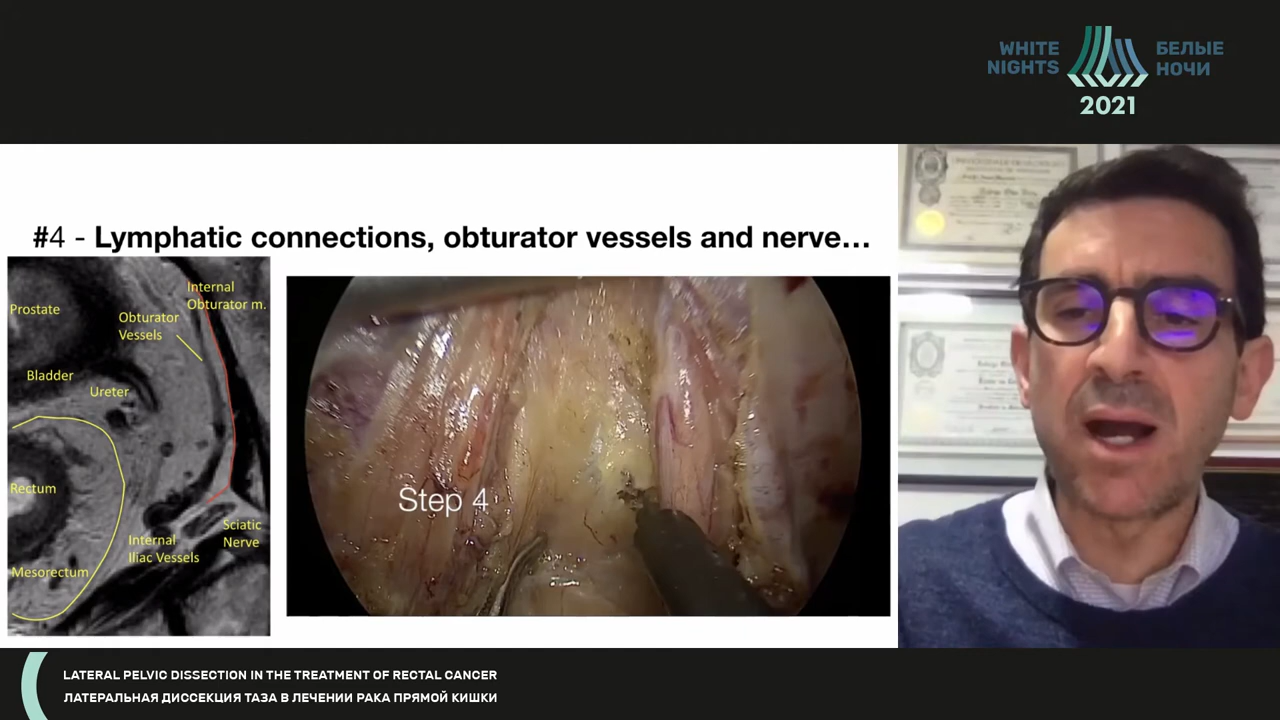 WHITE
NIGHTS
БЕЛЫЕ
НОЧИ
2021
#4 - Lymphatic connections, obturator vessels and nerve...
Internal
Obturator m.
Prostate
Obturator
Vessels
Bladder
Ureter
Rectum
Sciatic
Nerve
Internal
Iliac Vessels
Mesorectum
Step 4
LATERAL PELVIC DISSECTION IN THE TREATMENT OF RECTAL CANCER
ЛАТЕРАЛЬНАЯ ДИССЕКЦИЯ ТАЗА В ЛЕЧЕНИИ РАКА ПРЯМОЙ КИШКИ